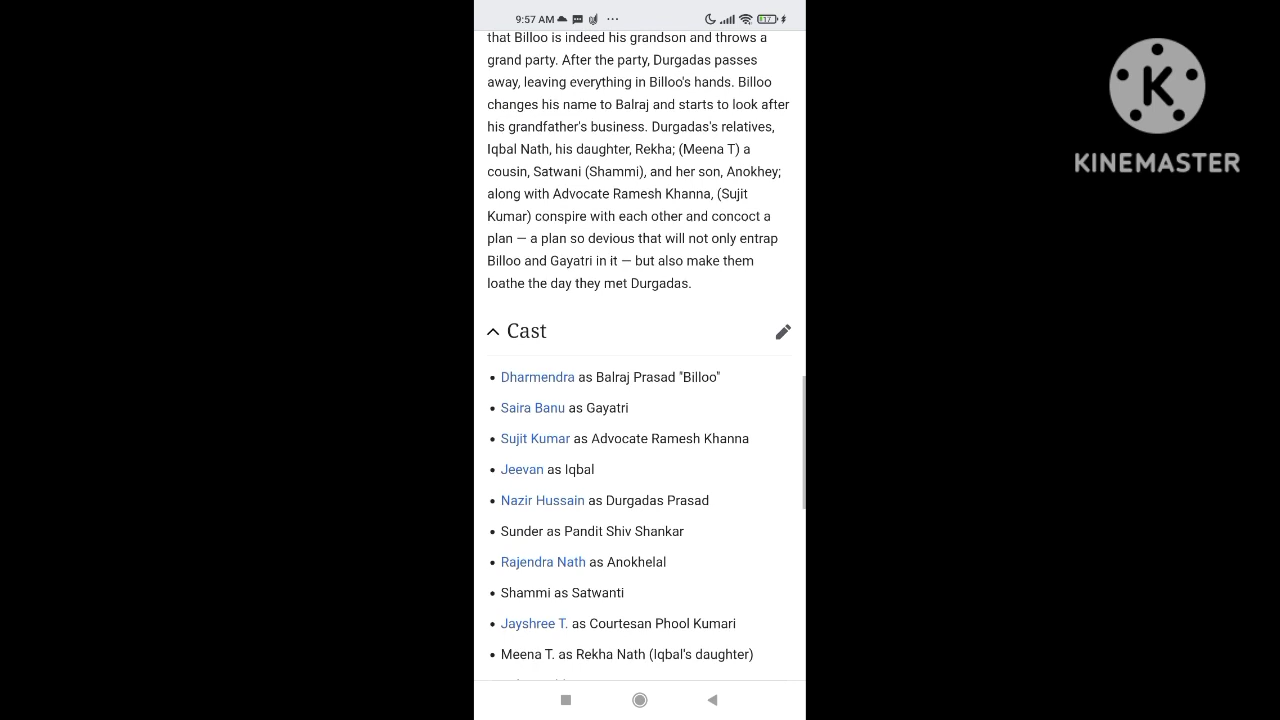 9:57 AM
17
that Billoo is indeed his grandson and throws a
grand party. After the party, Durgadas passes
away, leaving everything in Billoo's hands. Billoo
changes his name to Balraj and starts to look after
his grandfather's business. Durgadas's relatives,
Iqbal Nath, his daughter, Rekha; (Meena T) a
cousin, Satwani (Shammi), and her son, Anokhey;
along with Advocate Ramesh Khanna, (Sujit
Kumar) conspire with each other and concoct a
plan — a plan so devious that will not only entrap
Billoo and Gayatri in it — but also make them
loathe the day they met Durgadas.
Cast
• Dharmendra as Balraj Prasad "Billoo"
• Saira Banu as Gayatri
• Sujit Kumar as Advocate Ramesh Khanna
• Jeevan as Iqbal
• Nazir Hussain as Durgadas Prasad
• Sunder as Pandit Shiv Shankar
• Rajendra Nath as Anokhelal
• Shammi as Satwanti
• Jayshree T. as Courtesan Phool Kumari
• Meena T. as Rekha Nath (Iqbal's daughter)
K
KINEMASTER